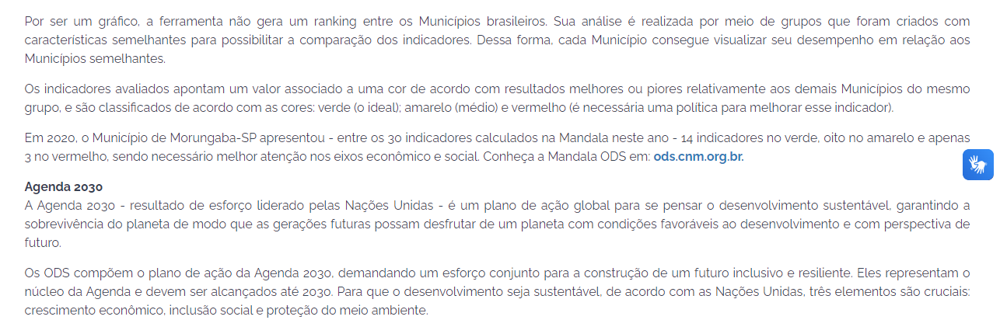 Por ser um gráfico, a ferramenta não gera um ranking entre os Municípios brasileiros. Sua análise é realizada por meio de grupos que foram criados com
características semelhantes para possibilitar a comparação dos indicadores. Dessa forma, cada Município consegue visualizar seu desempenho em relação aos
Municípios semelhantes.
Os indicadores avaliados apontam um valor associado a uma cor de acordo com resultados melhores ou piores relativamente aos demais Municípios do mesmo
grupo, e são classificados de acordo com as cores: verde (o ideal); amarelo (médio) e vermelho (é necessária uma política para melhorar esse indicador).
Em 2020, o Município de Morungaba-SP apresentou - entre os 30 indicadores calculados na Mandala neste ano - 14 indicadores no verde, oito no amarelo e apenas
3 no vermelho, sendo necessário melhor atenção nos eixos econômico e social. Conheça a Mandala ODS em: ods.cnm.org.br.
Agenda 2030
A Agenda 2030 - resultado de esforço liderado pelas Nações Unidas - é um plano de ação global para se pensar o desenvolvimento sustentável, garantindo a
sobrevivência do planeta de modo que as gerações futuras possam desfrutar de um planeta com condições favoráveis ao desenvolvimento e com perspectiva de
futuro.
Os ODS compõem o plano de ação da Agenda 2030, demandando um esforço conjunto para a construção de um futuro inclusivo e resiliente. Eles representam o
núcleo da Agenda e devem ser alcançados até 2030. Para que o desenvolvimento seja sustentável, de acordo com as Nações Unidas, três elementos são cruciais:
crescimento econômico, inclusão social e proteção do meio ambiente.